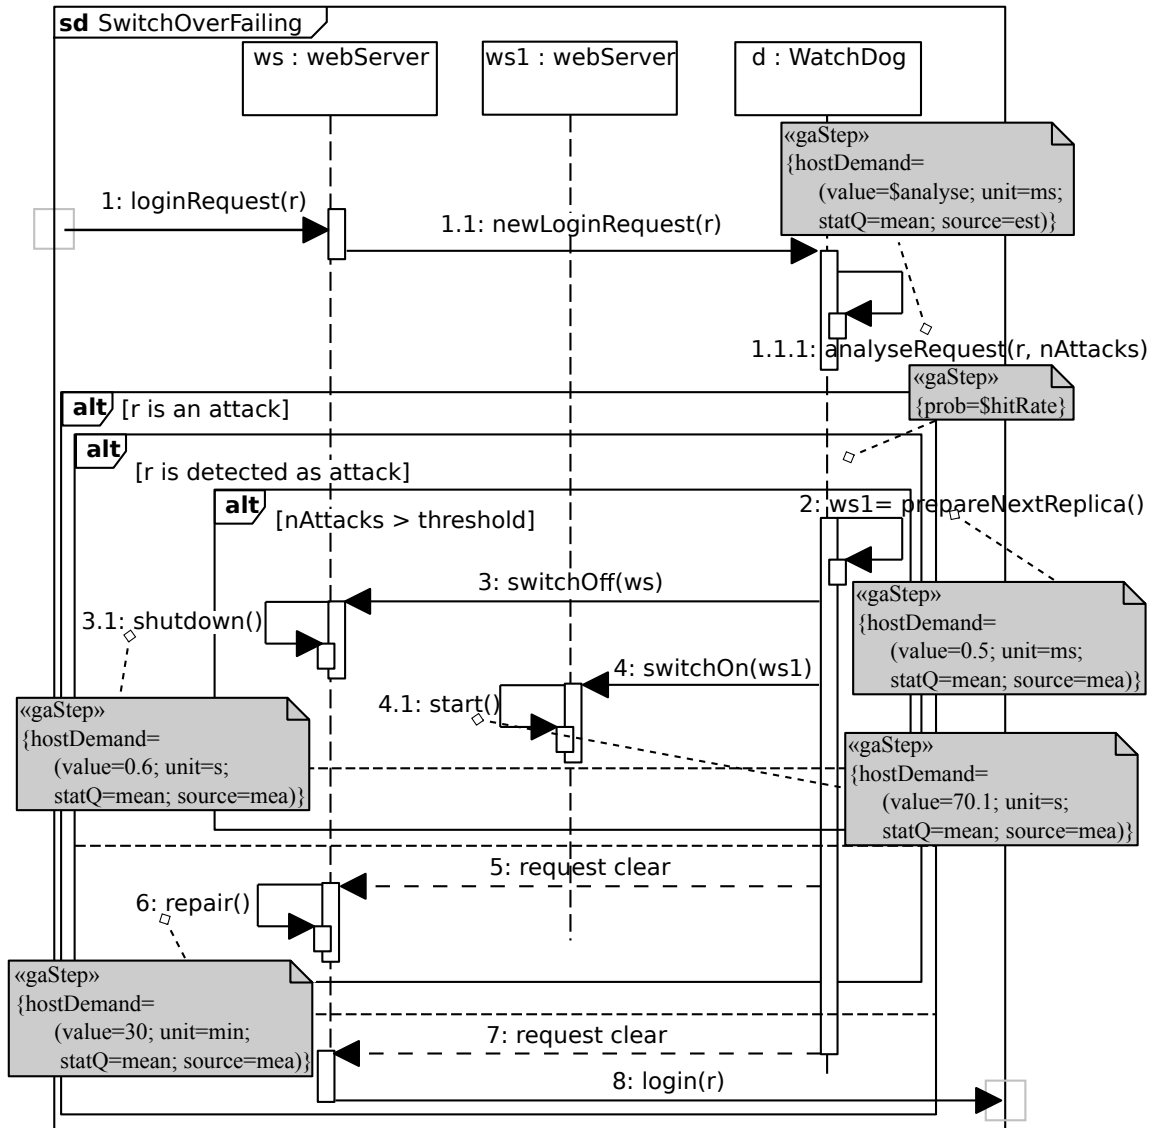 sd SwitchOverFailing
ws : webServer
ws1 : webServer
d : WatchDog
«gaStep»
{hostDemand=
(value=$analyse; unit=ms;
statQ=mean; source=est)}
1: loginRequest(r)
1.1: newLoginRequest(r)
1.1.1: analyseRequest(r, nAttacks)
«gaStep»
{prob=$hitRate}
alt [r is an attack]
alt
[r is detected as attack]
alt
[nAttacks > threshold]
2: ws1= prepareNextReplica()
3: switchOff(ws)
3.1: shutdown()
«gaStep»
{hostDemand=
(value=0.5; unit=ms;
statQ=mean; source=mea)}
4: switchOn(ws1)
4.1: start()
«gaStep»
{hostDemand=
(value=0.6; unit=s;
statQ=mean; source=mea)}
«gaStep»
{hostDemand=
(value=70.1; unit=s;
statQ=mean; source=mea)}
5: request clear
6: repair()
«gaStep»
{hostDemand=
(value=30; unit=min;
statQ=mean; source=mea)}
7: request clear
8: login(r)